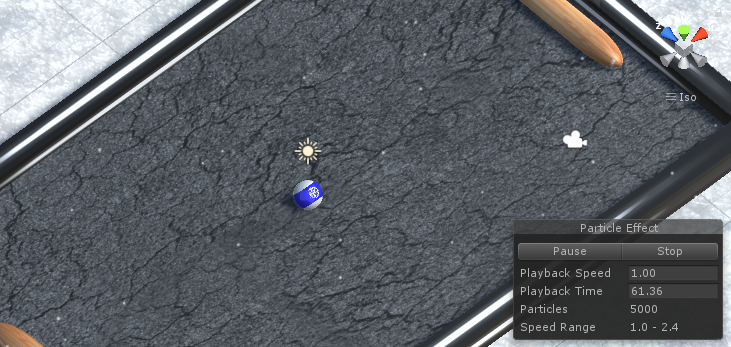 z
Iso
Particle Effect
Pause Stop
Playback Speed 1.00
Playback Time 61.36
Particles 5000
Speed Range 1.0 - 2.4